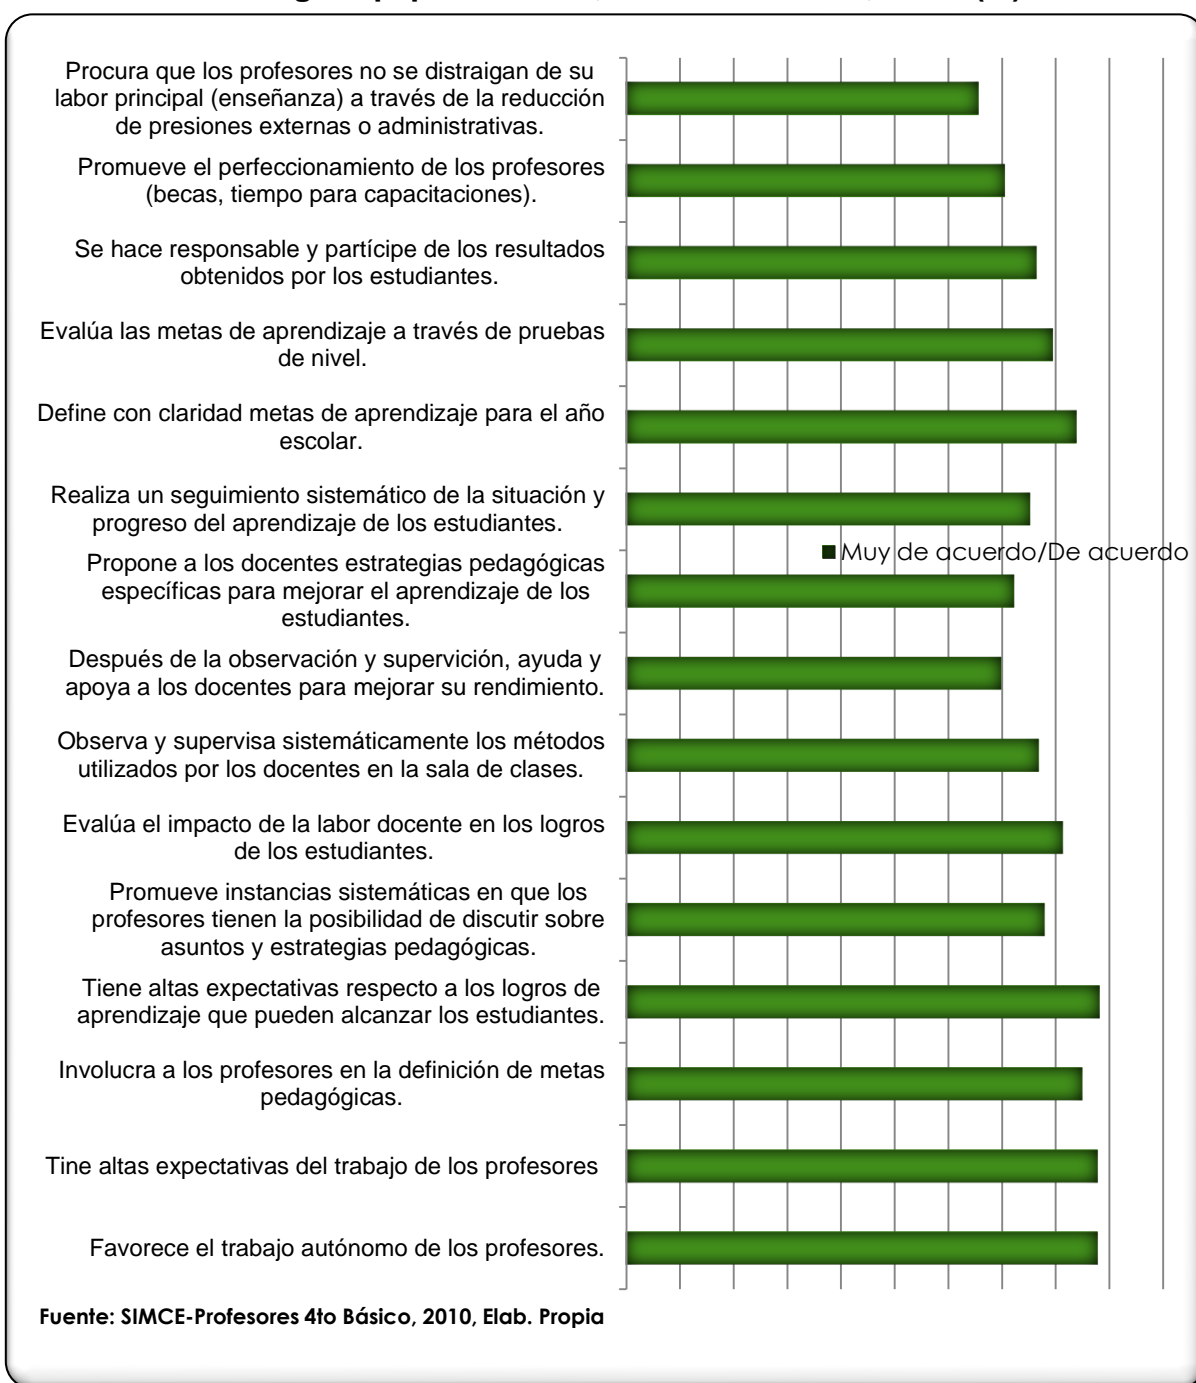 Procura que los profesores no se distraigan de su
labor principal (enseñanza) a través de la reducción
de presiones externas o administrativas.
Promueve el perfeccionamiento de los profesores
(becas, tiempo para capacitaciones).
Se hace responsable y partícipe de los resultados
obtenidos por los estudiantes.
Evalúa las metas de aprendizaje a través de pruebas
de nivel.
Define con claridad metas de aprendizaje para el año
escolar.
Realiza un seguimiento sistemático de la situación y
progreso del aprendizaje de los estudiantes.
Muy de acuerdo/De acuerdo
Propone a los docentes estrategias pedagógicas
específicas para mejorar el aprendizaje de los
estudiantes.
Después de la observación y supervición, ayuda y
apoya a los docentes para mejorar su rendimiento.
Observa y supervisa sistemáticamente los métodos
utilizados por los docentes en la sala de clases.
Evalúa el impacto de la labor docente en los logros
de los estudiantes.
Promueve instancias sistemáticas en que los
profesores tienen la posibilidad de discutir sobre
asuntos y estrategias pedagógicas.
Tiene altas expectativas respecto a los logros de
aprendizaje que pueden alcanzar los estudiantes.
Involucra a los profesores en la definición de metas
pedagógicas.
Tine altas expectativas del trabajo de los profesores
Favorece el trabajo autónomo de los profesores.
Fuente: SIMCE-Profesores 4to Básico, 2010, Elab. Propia